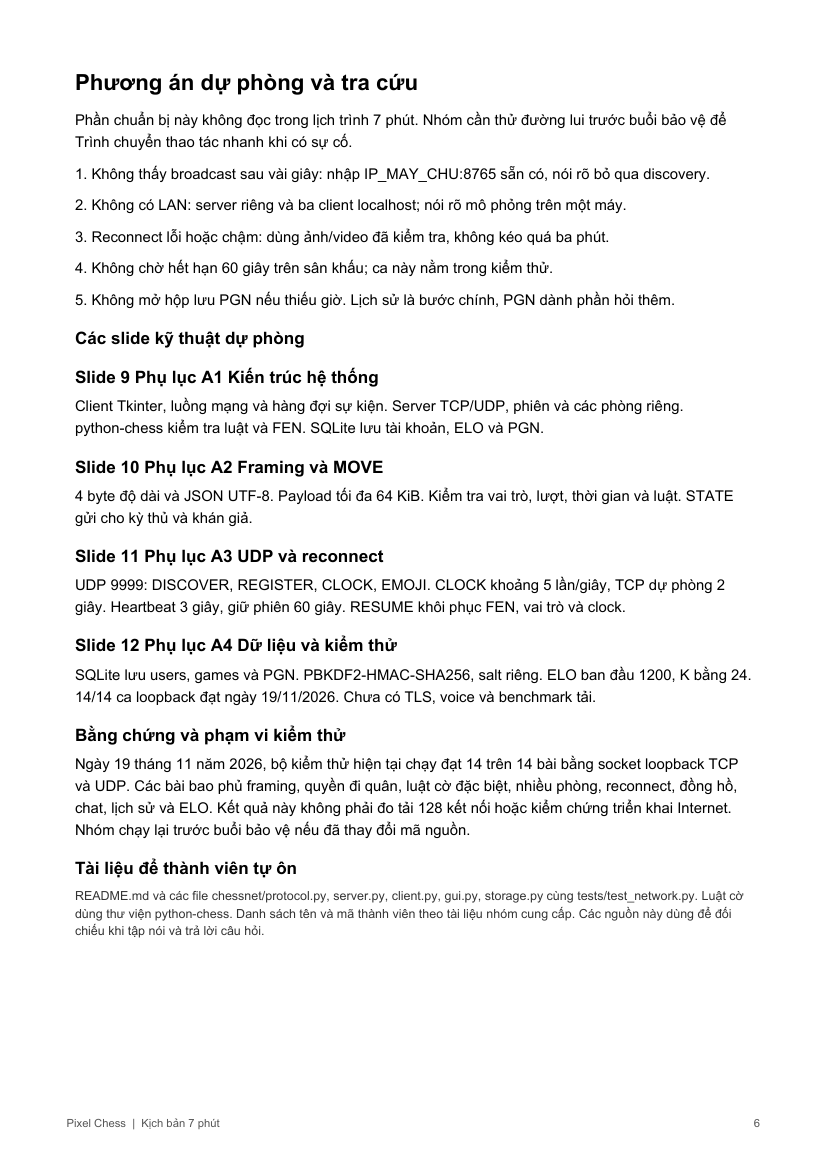 Phương án dự phòng và tra cứu
Phần chuẩn bị này không đọc trong lịch trình 7 phút. Nhóm cần thử đường lui trước buổi bảo vệ để
Trình chuyển thao tác nhanh khi có sự cố.
1. Không thấy broadcast sau vài giây: nhập IP_MAY_CHU:8765 sẵn có, nói rõ bỏ qua discovery.
2. Không có LAN: server riêng và ba client localhost; nói rõ mô phỏng trên một máy.
3. Reconnect lỗi hoặc chậm: dùng ảnh/video đã kiểm tra, không kéo quá ba phút.
4. Không chờ hết hạn 60 giây trên sân khấu; ca này nằm trong kiểm thử.
5. Không mở hộp lưu PGN nếu thiếu giờ. Lịch sử là bước chính, PGN dành phần hỏi thêm.
Các slide kỹ thuật dự phòng
Slide 9 Phụ lục A1 Kiến trúc hệ thống
Client Tkinter, luồng mạng và hàng đợi sự kiện. Server TCP/UDP, phiên và các phòng riêng.
python-chess kiểm tra luật và FEN. SQLite lưu tài khoản, ELO và PGN.
Slide 10 Phụ lục A2 Framing và MOVE
4 byte độ dài và JSON UTF-8. Payload tối đa 64 KiB. Kiểm tra vai trò, lượt, thời gian và luật. STATE
gửi cho kỳ thủ và khán giả.
Slide 11 Phụ lục A3 UDP và reconnect
UDP 9999: DISCOVER, REGISTER, CLOCK, EMOJI. CLOCK khoảng 5 lần/giây, TCP dự phòng 2
giây. Heartbeat 3 giây, giữ phiên 60 giây. RESUME khôi phục FEN, vai trò và clock.
Slide 12 Phụ lục A4 Dữ liệu và kiểm thử
SQLite lưu users, games và PGN. PBKDF2-HMAC-SHA256, salt riêng. ELO ban đầu 1200, K bằng 24.
14/14 ca loopback đạt ngày 19/11/2026. Chưa có TLS, voice và benchmark tải.
Bằng chứng và phạm vi kiểm thử
Ngày 19 tháng 11 năm 2026, bộ kiểm thử hiện tại chạy đạt 14 trên 14 bài bằng socket loopback TCP
và UDP. Các bài bao phủ framing, quyền đi quân, luật cờ đặc biệt, nhiều phòng, reconnect, đồng hồ,
chat, lịch sử và ELO. Kết quả này không phải đo tải 128 kết nối hoặc kiểm chứng triển khai Internet.
Nhóm chạy lại trước buổi bảo vệ nếu đã thay đổi mã nguồn.
Tài liệu để thành viên tự ôn
README.md và các file chessnet/protocol.py, server.py, client.py, gui.py, storage.py cùng tests/test_network.py. Luật cờ
dùng thư viện python-chess. Danh sách tên và mã thành viên theo tài liệu nhóm cung cấp. Các nguồn này dùng để đối
chiếu khi tập nói và trả lời câu hỏi.
Pixel Chess | Kịch bản 7 phút
6